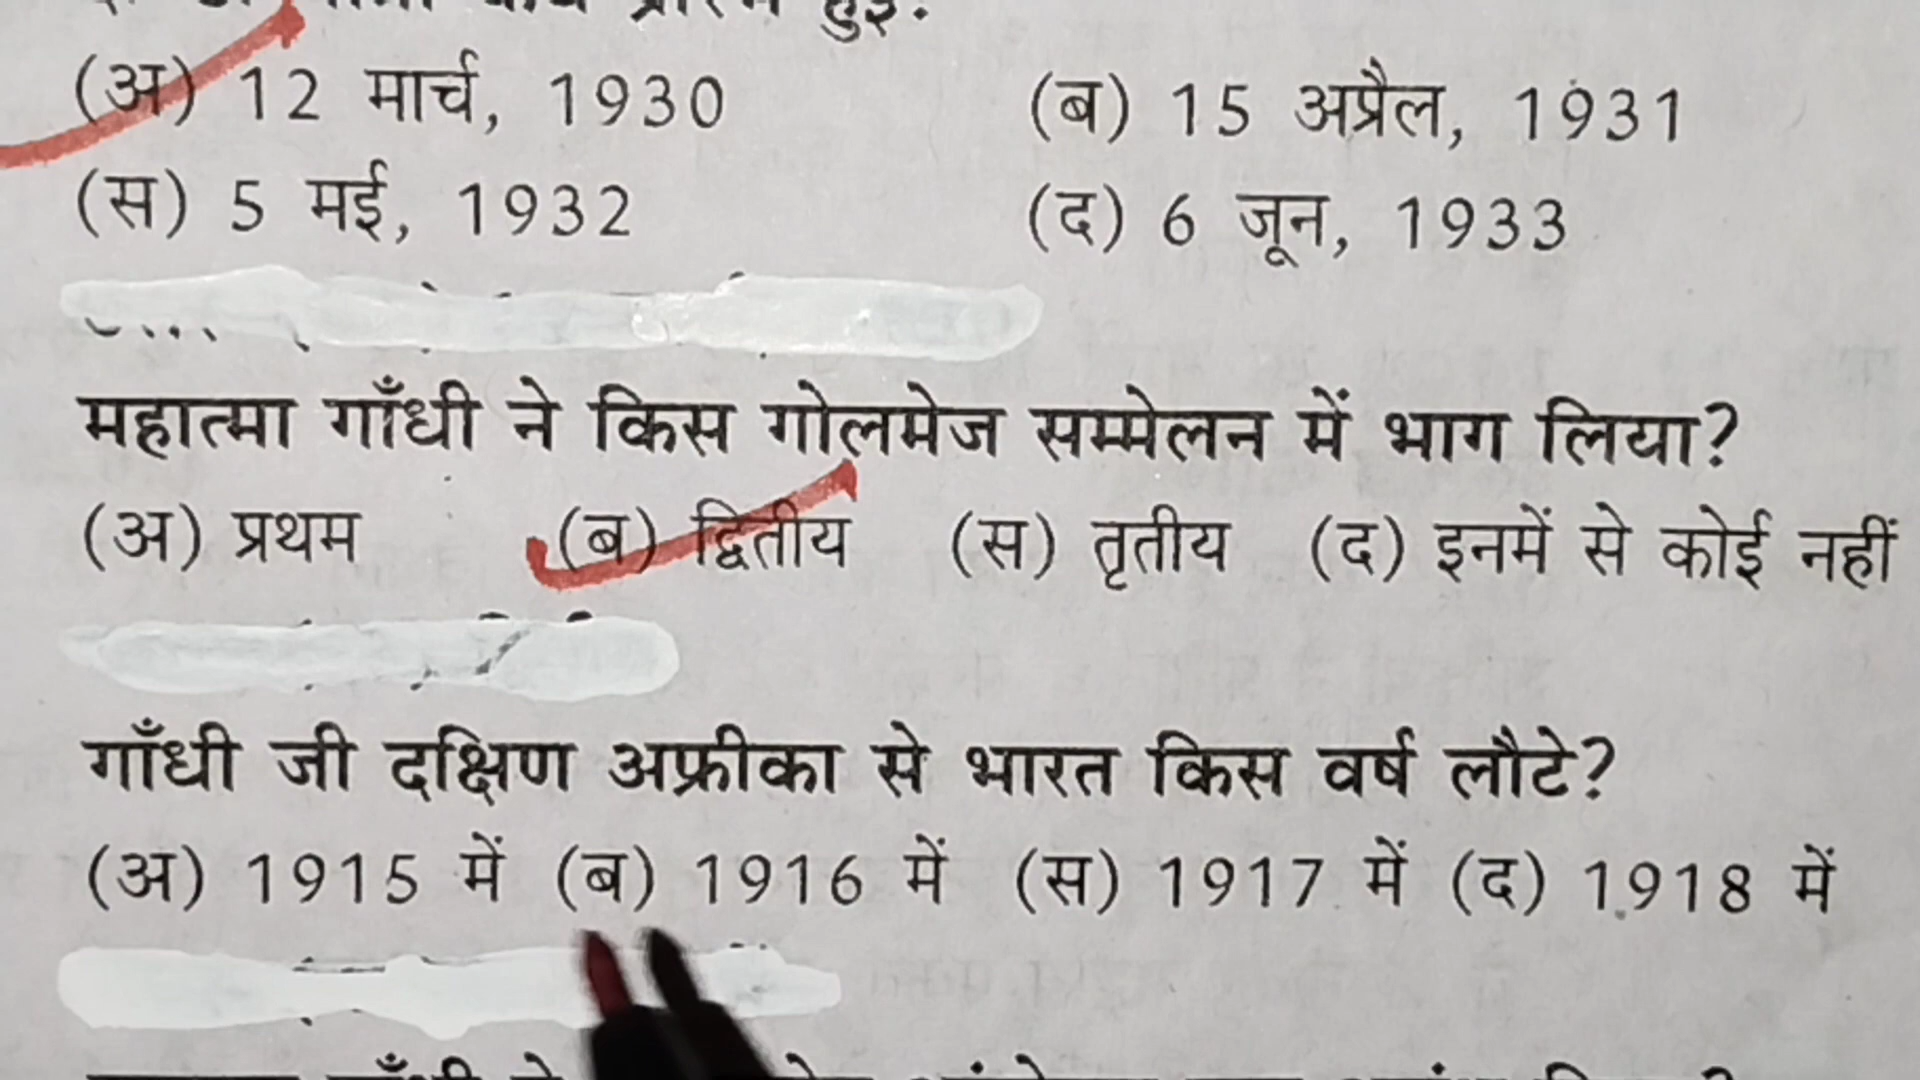 हुई?
(अ) 12 मार्च, 1930 (ब) 15 अप्रैल, 1931
(स) 5 मई, 1932 (द) 6 जून, 1933
महात्मा गाँधी ने किस गोलमेज सम्मेलन में भाग लिया?
(अ) प्रथम (ब) द्वितीय (स) तृतीय (द) इनमें से कोई नहीं
गाँधी जी दक्षिण अफ्रीका से भारत किस वर्ष लौटे?
(अ) 1915 में (ब) 1916 में (स) 1917 में (द) 1918 में